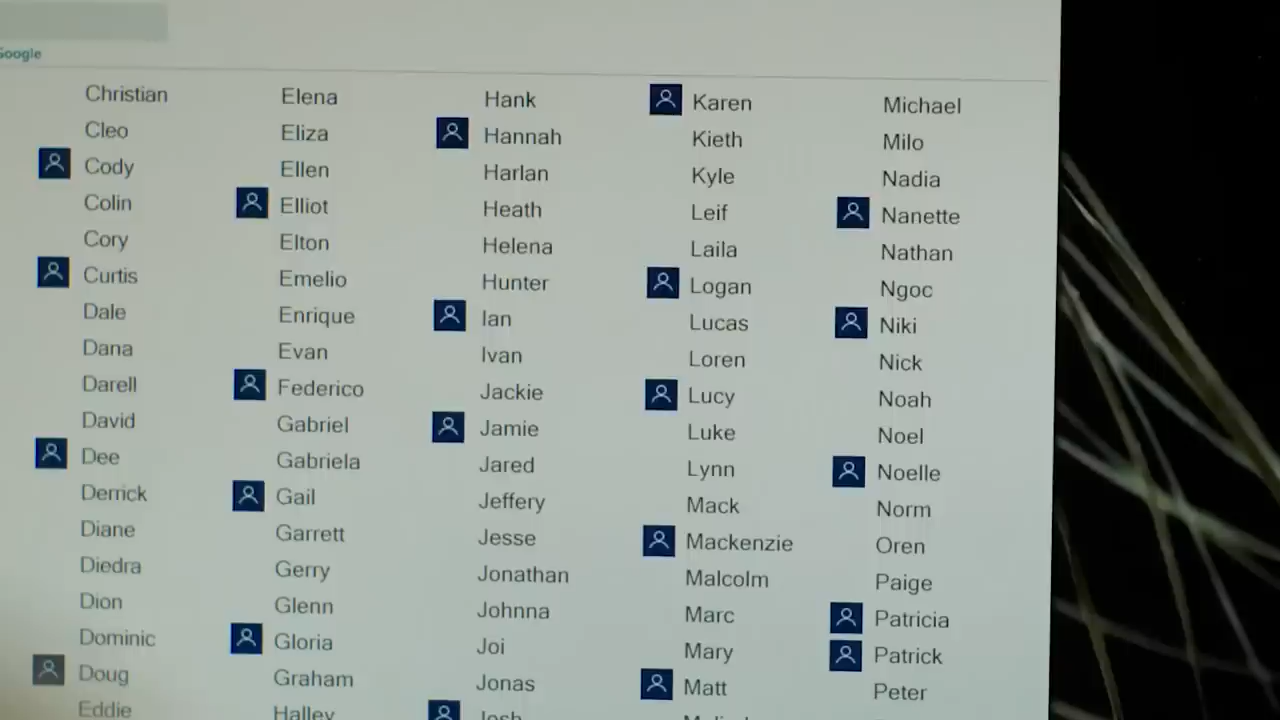 Google
Christian
Cleo
Cody
Colin
Cory
Curtis
Dale
Dana
Darell
David
Dee
Derrick
Diane
Diedra
Dion
Dominic
Doug
Eddie
Elena
Eliza
Ellen
Elliot
Elton
Emelio
Enrique
Evan
Federico
Gabriel
Gabriela
Gail
Garrett
Gerry
Glenn
Gloria
Graham
Halley
Hank
Hannah
Harlan
Heath
Helena
Hunter
Ian
Ivan
Jackie
Jamie
Jared
Jeffery
Jesse
Jonathan
Johnna
Joi
Jonas
Josh
Karen
Kieth
Kyle
Leif
Laila
Logan
Lucas
Loren
Lucy
Luke
Lynn
Mack
Mackenzie
Malcolm
Marc
Mary
Matt
Michael
Milo
Nadia
Nanette
Nathan
Ngoc
Niki
Nick
Noah
Noel
Noelle
Norm
Oren
Paige
Patricia
Patrick
Peter